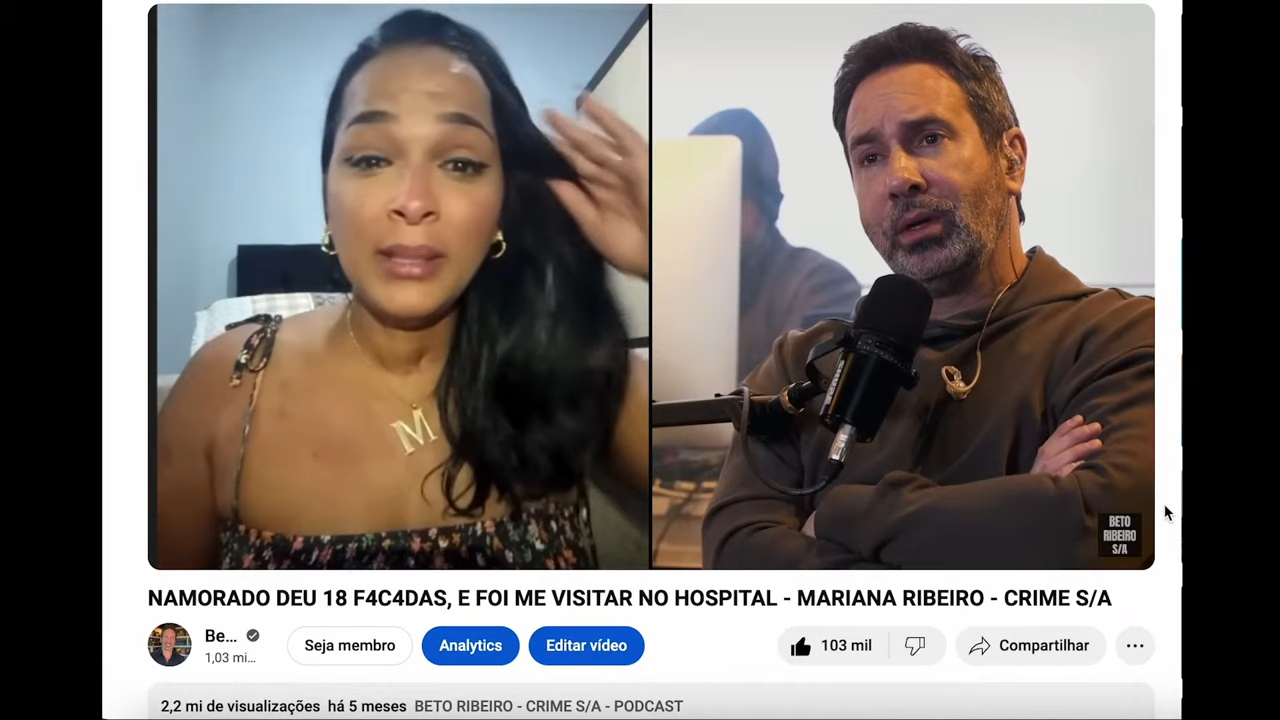 M
BETO
RIBEIRO
S/A
NAMORADO DEU 18 F4C4DAS, E FOI ME VISITAR NO HOSPITAL - MARIANA RIBEIRO - CRIME S/A
Be...
1,03 mi...
Seja membro
Analytics
Editar vídeo
103 mil
Compartilhar
2,2 mi de visualizações há 5 meses BETO RIBEIRO - CRIME S/A - PODCAST